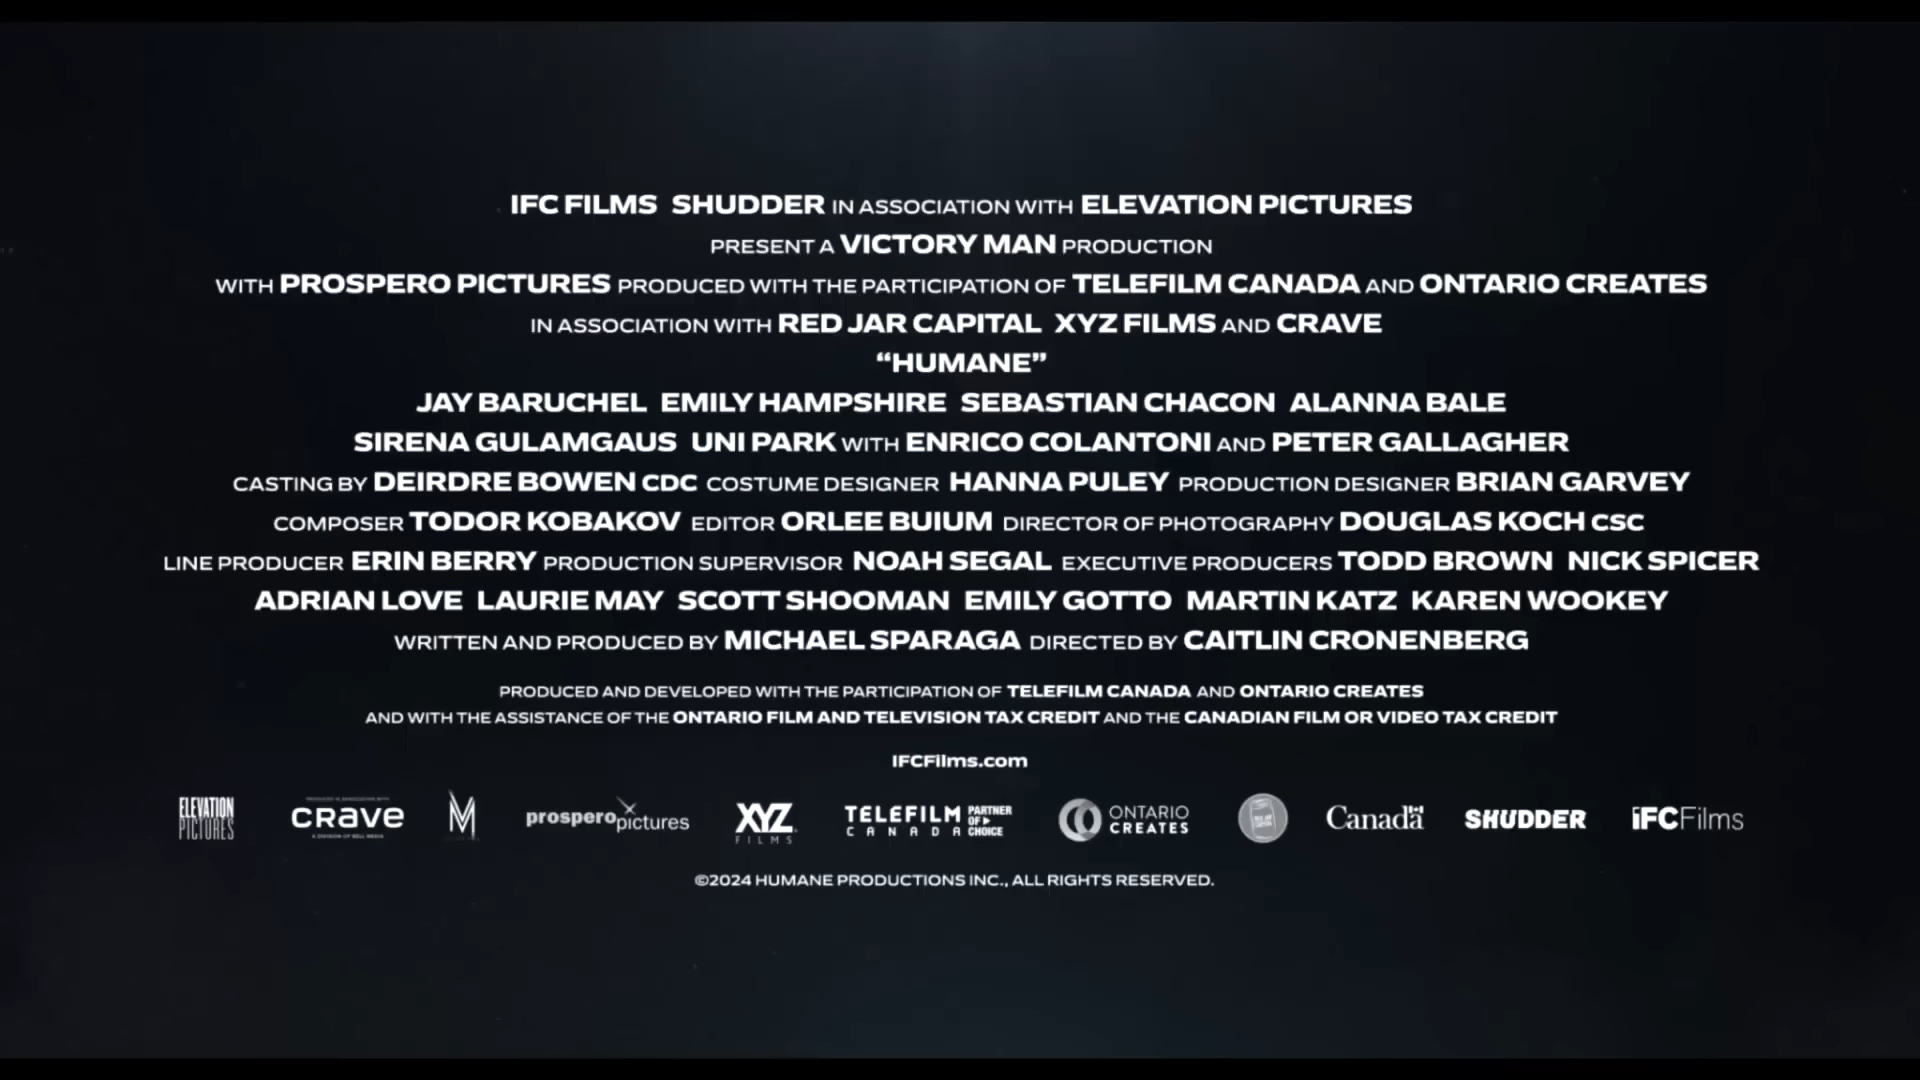 IFC FILMS SHUDDER IN ASSOCIATION WITH ELEVATION PICTURES
PRESENT A VICTORY MAN PRODUCTION
WITH PROSPERO PICTURES PRODUCED WITH THE PARTICIPATION OF TELEFILM CANADA AND ONTARIO CREATES
IN ASSOCIATION WITH RED JAR CAPITAL XYZ FILMS AND CRAVE
“HUMANE”
JAY BARUCHEL EMILY HAMPSHIRE SEBASTIAN CHACON ALANNA BALE
SIRENA GULAMGAUS UNI PARK WITH ENRICO COLANTONI AND PETER GALLAGHER
CASTING BY DEIRDRE BOWEN CDC COSTUME DESIGNER HANNA PULEY PRODUCTION DESIGNER BRIAN GARVEY
COMPOSER TODOR KOBAKOV EDITOR ORLEE BUIUM DIRECTOR OF PHOTOGRAPHY DOUGLAS KOCH CSC
LINE PRODUCER ERIN BERRY PRODUCTION SUPERVISOR NOAH SEGAL EXECUTIVE PRODUCERS TODD BROWN NICK SPICER
ADRIAN LOVE LAURIE MAY SCOTT SHOOMAN EMILY GOTTO MARTIN KATZ KAREN WOOKEY
WRITTEN AND PRODUCED BY MICHAEL SPARAGA DIRECTED BY CAITLIN CRONENBERG
PRODUCED AND DEVELOPED WITH THE PARTICIPATION OF TELEFILM CANADA AND ONTARIO CREATES
AND WITH THE ASSISTANCE OF THE ONTARIO FILM AND TELEVISION TAX CREDIT AND THE CANADIAN FILM OR VIDEO TAX CREDIT
IFCFilms.com
ELEVATION PICTURES
CRAVE
A DIVISION OF BELL MEDIA
prospero pictures
XYZ FILMS
TELEFILM CANADA PARTNER OF CHOICE
ONTARIO CREATES
Canada
SHUDDER
IFC Films
©2024 HUMANE PRODUCTIONS INC., ALL RIGHTS RESERVED.